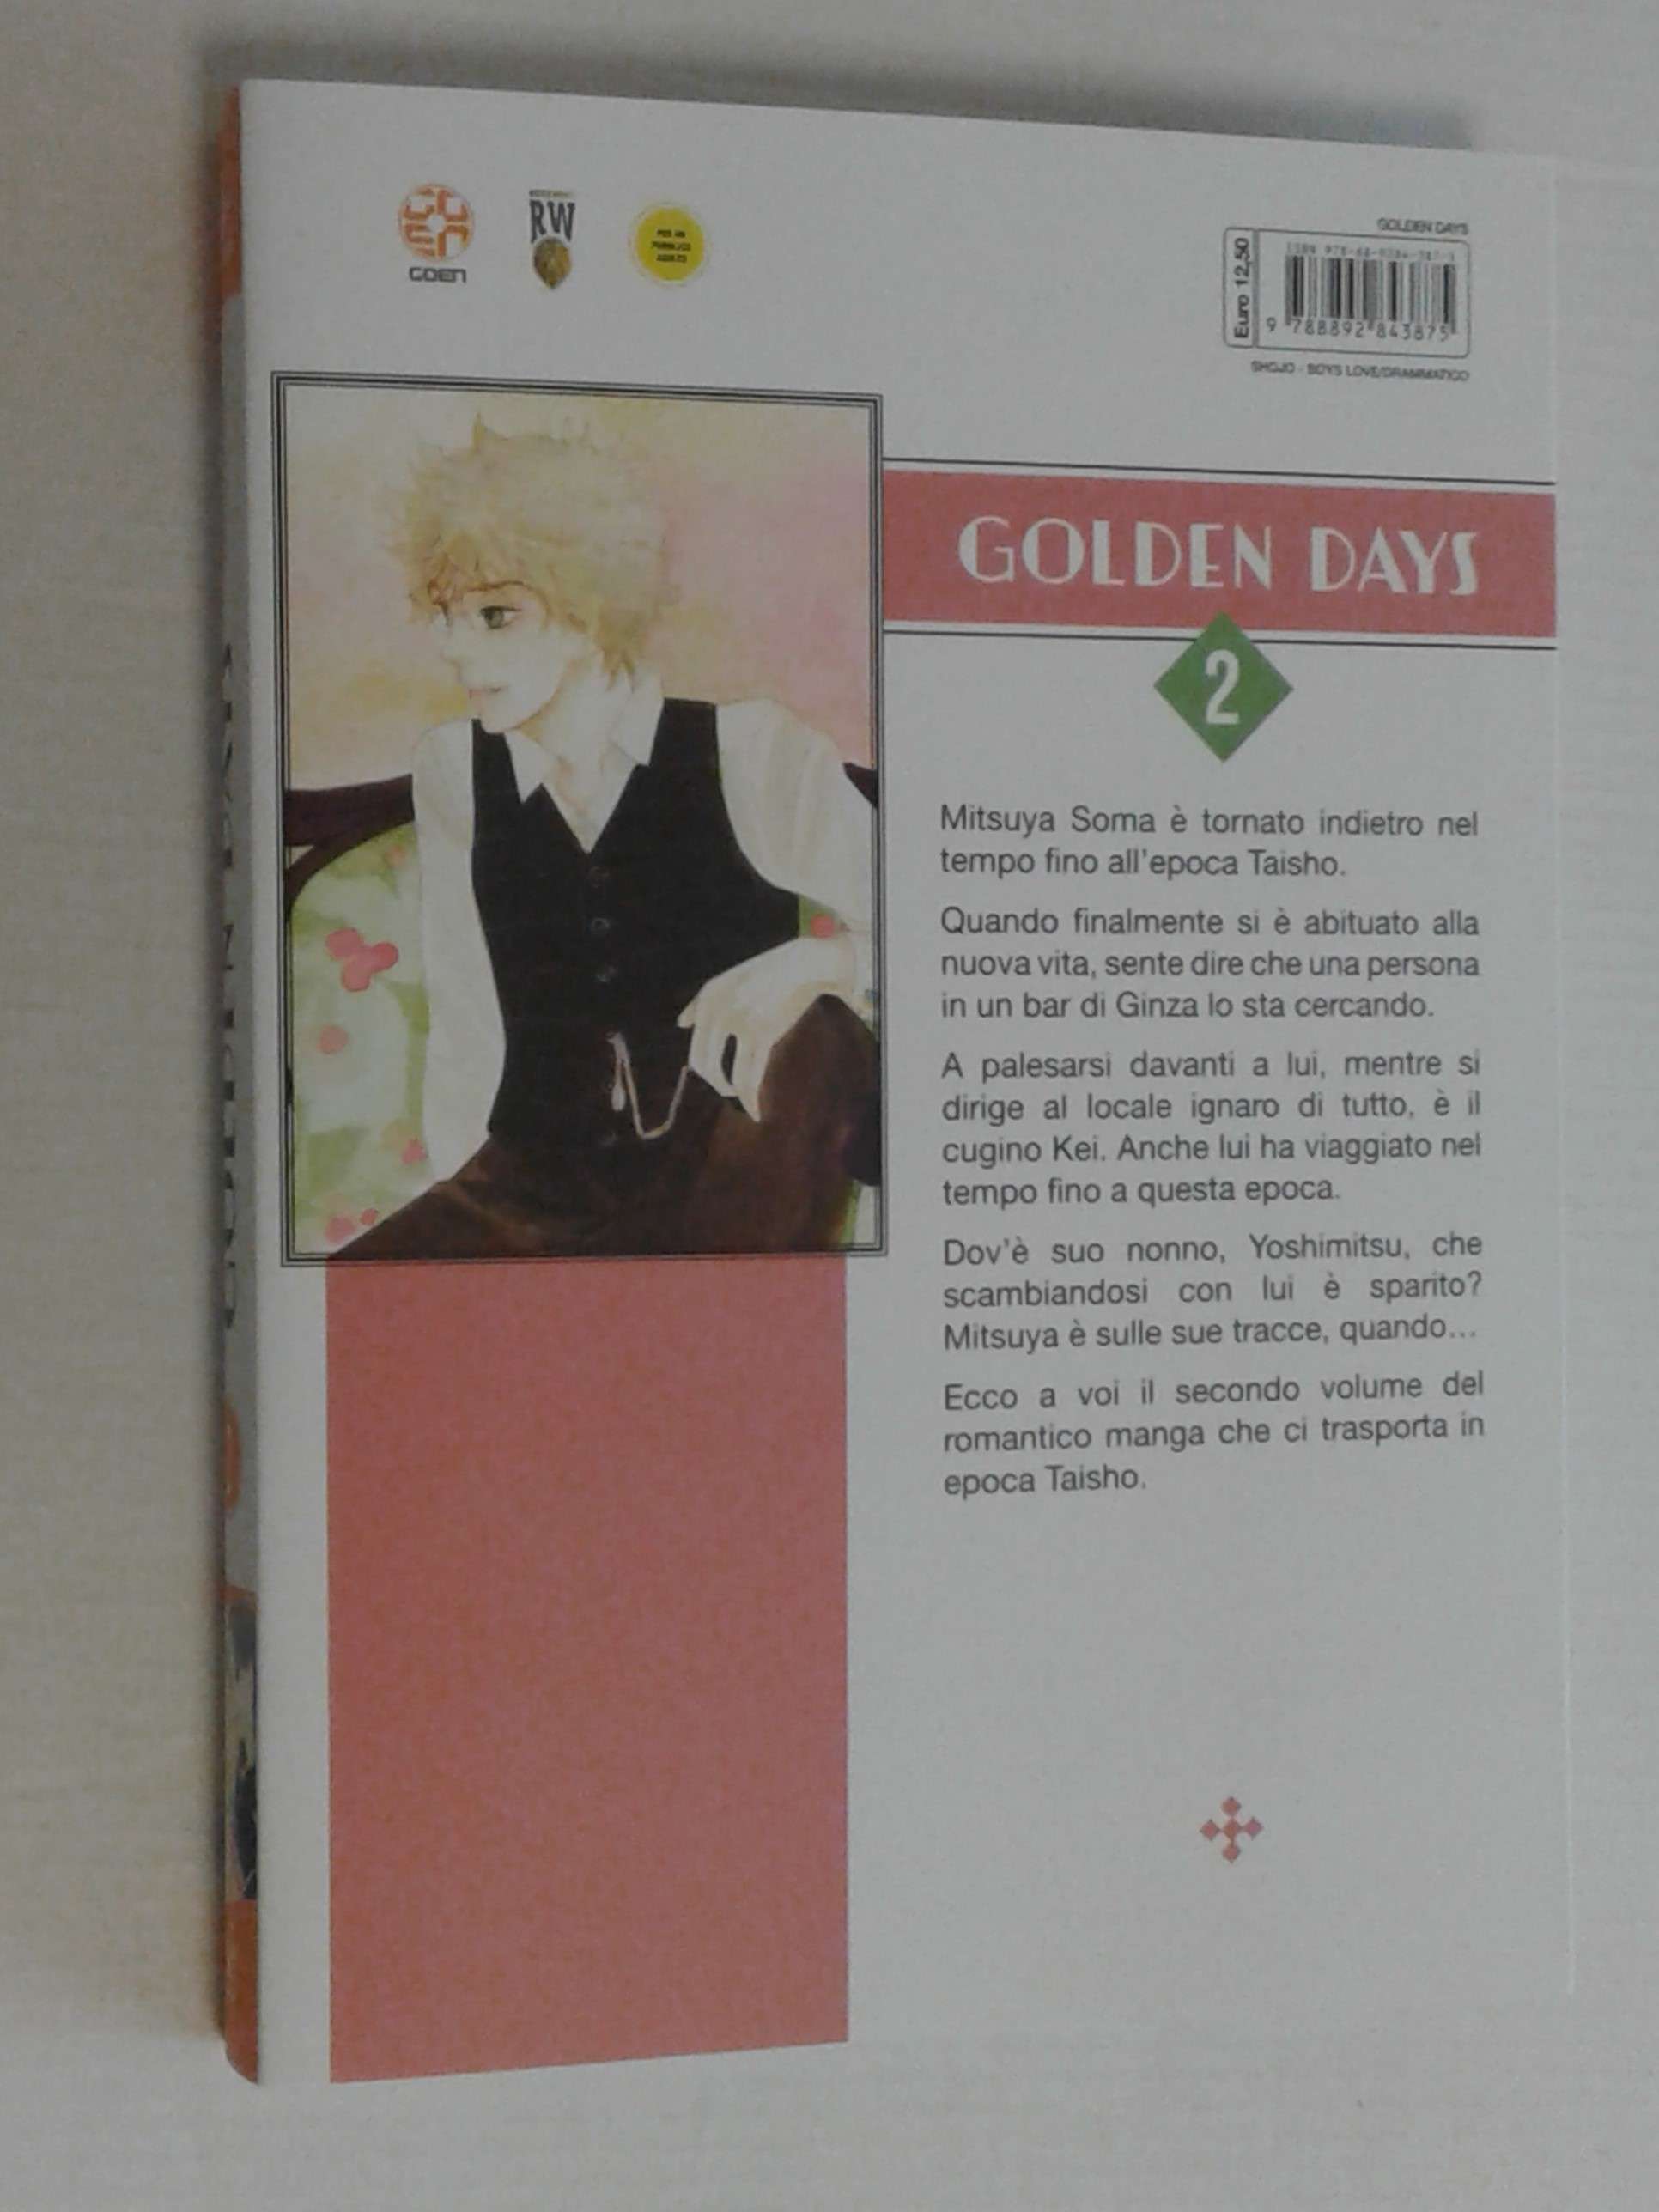 GOEN
RW
PER UN
PUBBLICO
ADULTO
GOLDEN DAYS
Euro 12,50
9 788892 843875
SHOJO - BOYS LOVE/DRAMMATICO
GOLDEN DAYS
2
Mitsuya Soma è tornato indietro nel
tempo fino all'epoca Taisho.
Quando finalmente si è abituato alla
nuova vita, sente dire che una persona
in un bar di Ginza lo sta cercando.
A palesarsi davanti a lui, mentre si
dirige al locale ignaro di tutto, è il
cugino Kei. Anche lui ha viaggiato nel
tempo fino a questa epoca.
Dov'è suo nonno, Yoshimitsu, che
scambiandosi con lui è sparito?
Mitsuya è sulle sue tracce, quando...
Ecco a voi il secondo volume del
romantico manga che ci trasporta in
epoca Taisho.